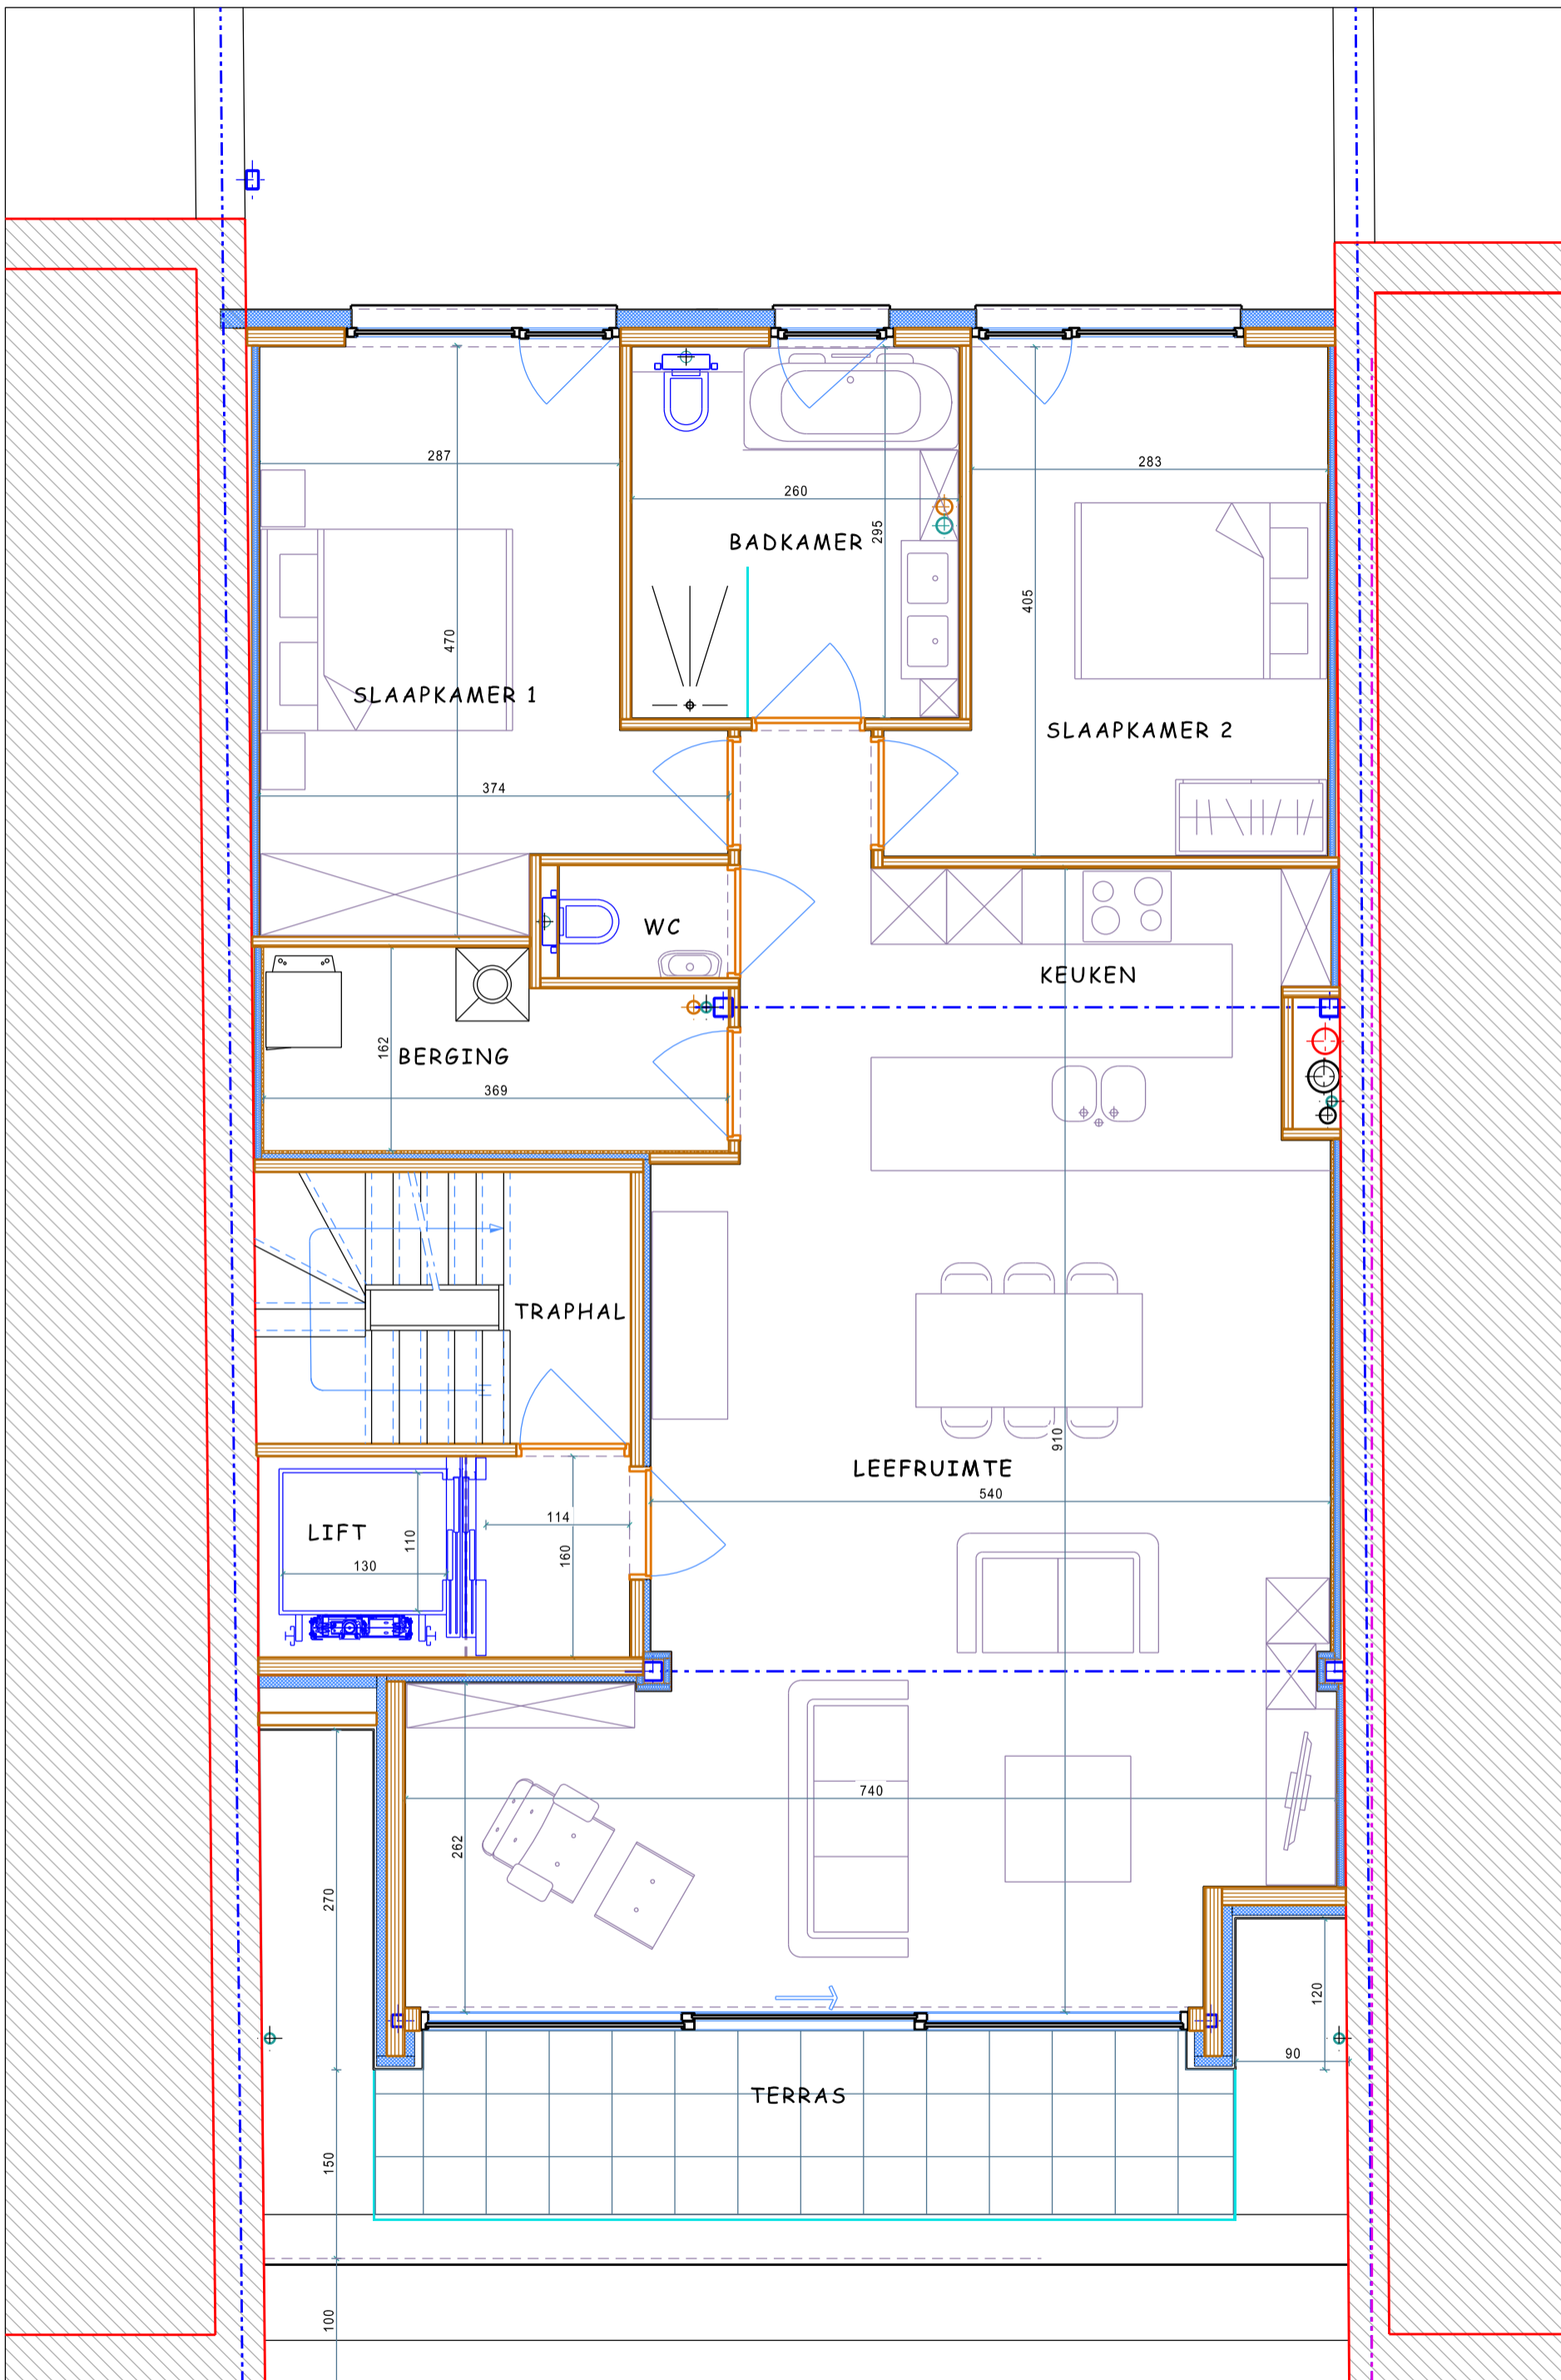 287
260
283
BADKAMER
295
405
470
SLAAPKAMER 1
SLAAPKAMER 2
374
WC
KEUKEN
BERGING
162
369
TRAPHAL
910
LEEFRUIMTE
540
114
LIFT
110
130
160
740
262
270
120
90
TERRAS
150
100